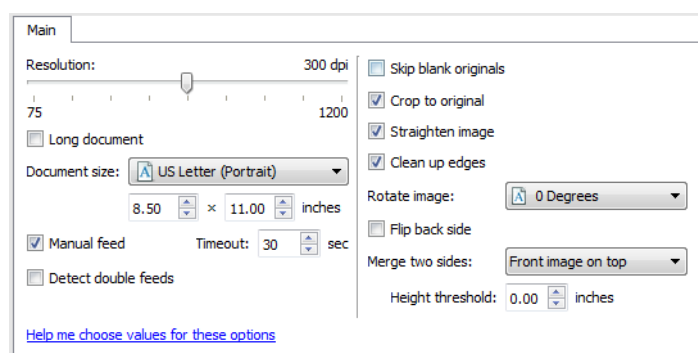 Main
Resolution: 300 dpi
75 1200
Long document
Document size: A US Letter (Portrait)
8.50 × 11.00 inches
Manual feed Timeout: 30 sec
Detect double feeds
Help me choose values for these options
Skip blank originals
Crop to original
Straighten image
Clean up edges
Rotate image: A 0 Degrees
Flip back side
Merge two sides: Front image on top
Height threshold: 0.00 inches